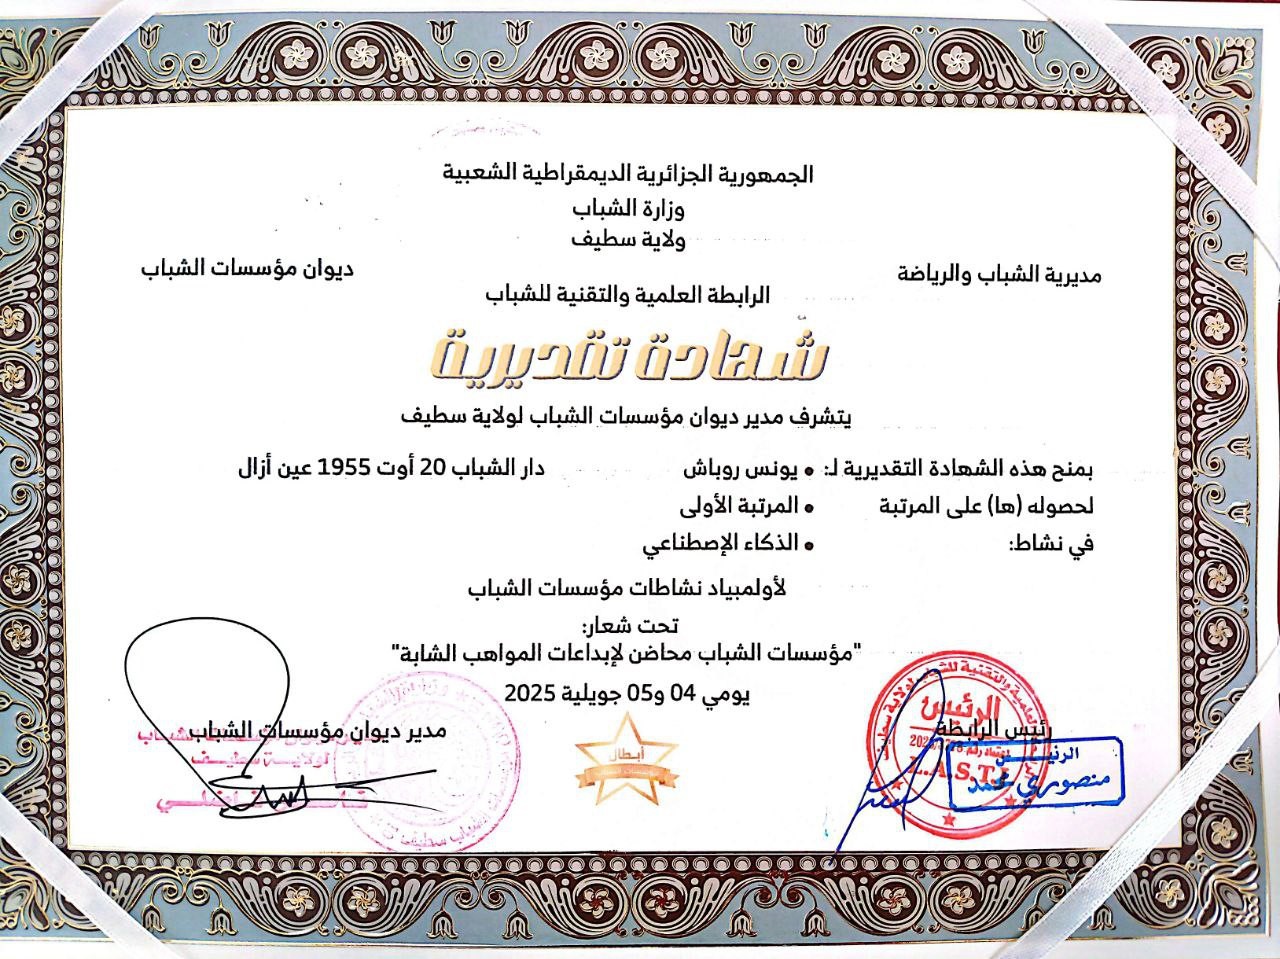 الجمهورية الجزائرية الديمقراطية الشعبية
وزارة الشباب
ولاية سطيف
مديرية الشباب والرياضة
ديوان مؤسسات الشباب
الرابطة العلمية والتقنية للشباب
شهادة تقديرية
يتشرف مدير ديوان مؤسسات الشباب لولاية سطيف
بمنح هذه الشهادة التقديرية لـ: • يونس روباش دار الشباب 20 أوت 1955 عين أزال
لحصوله (ها) على المرتبة • المرتبة الأولى
في نشاط: • الذكاء الإصطناعي
لأولمبياد نشاطات مؤسسات الشباب
تحت شعار:
"مؤسسات الشباب محاضن لإبداعات المواهب الشابة"
يومي 04 و05 جويلية 2025
رئيس الرابطة
مدير ديوان مؤسسات الشباب
لولاية سطيف
أبطال
الرئيس
L.A.S.T.J
الرئيس
منصوري محمد